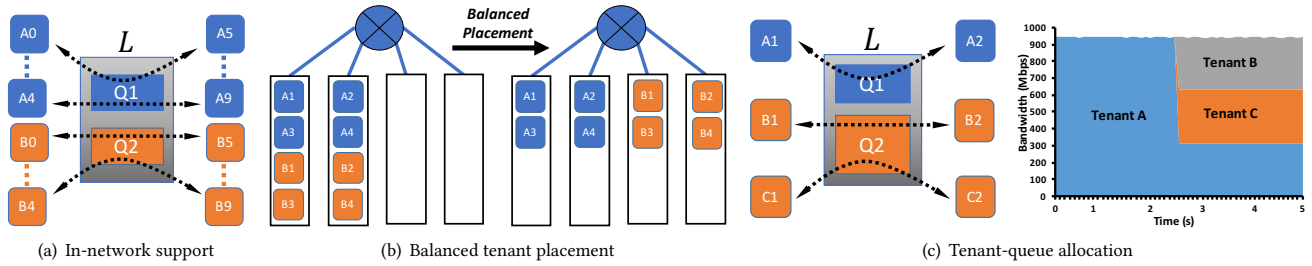 A0
A5
L
Q1
A4
A9
B0
B5
Q2
B4
B9
(a) In-network support
Balanced
Placement
A1
A2
A3
A4
B1
B2
B3
B4
A1
A2
B1
B2
A3
A4
B3
B4
(b) Balanced tenant placement
A1
A2
L
Q1
B1
B2
Q2
C1
C2
Bandwidth (Mbps)
1000
900
800
700
600
500
400
300
200
100
0
Tenant B
Tenant A
Tenant C
0 1 2 3 4 5
Time (s)
(c) Tenant-queue allocation